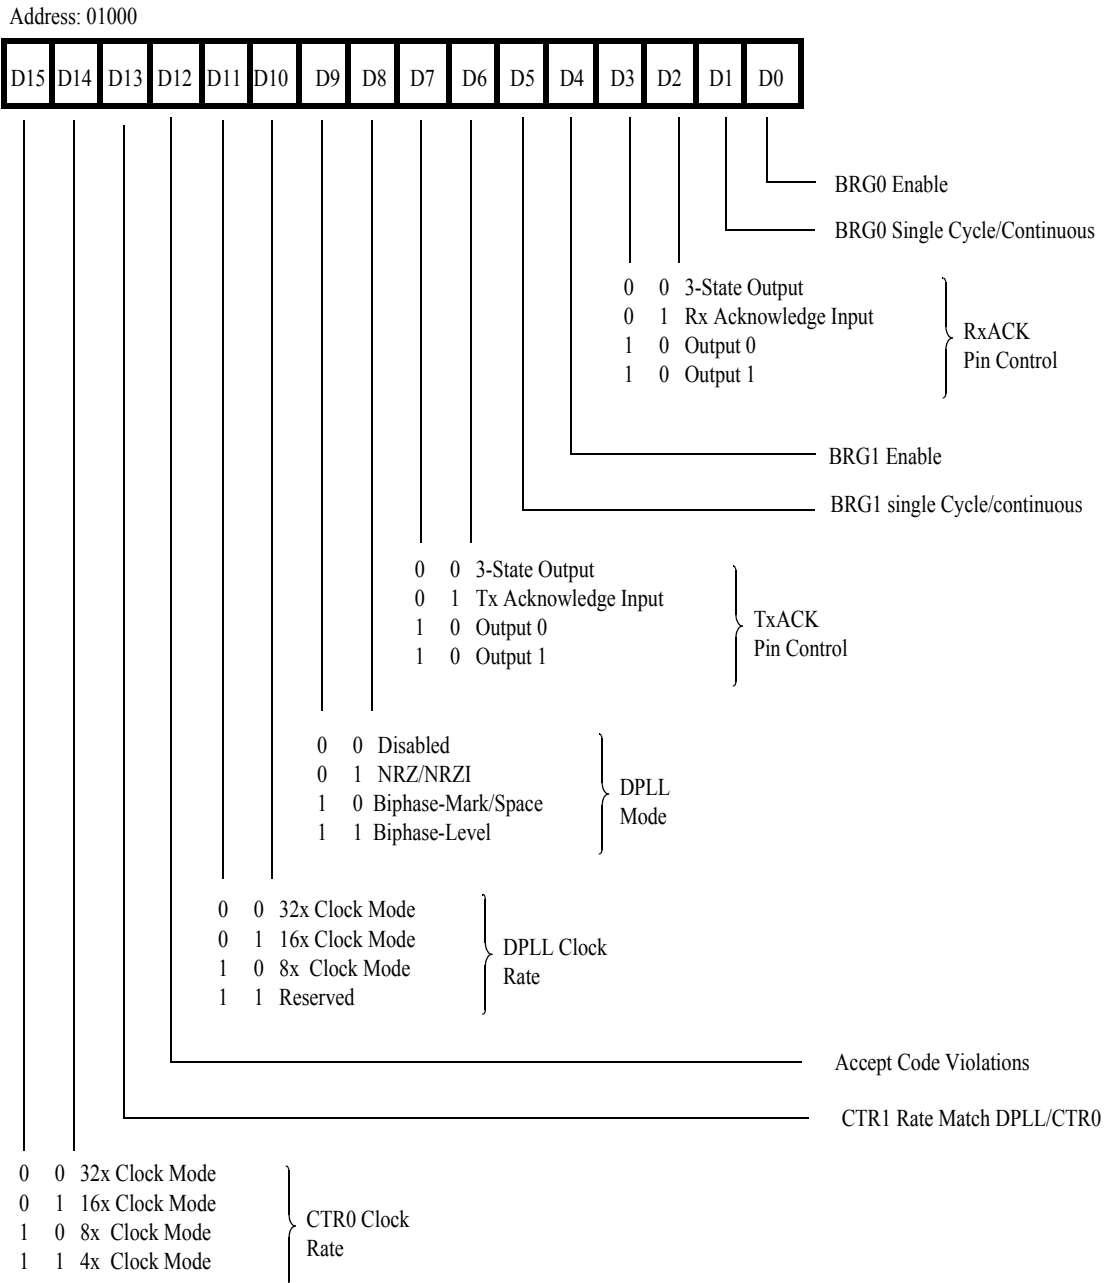 Address: 01000
D15 D14 D13 D12 D11 D10 D9 D8 D7 D6 D5 D4 D3 D2 D1 D0
BRG0 Enable
BRG0 Single Cycle/Continuous
0 0 3-State Output
0 1 Rx Acknowledge Input
1 0 Output 0
1 0 Output 1
RxACK
Pin Control
BRG1 Enable
BRG1 single Cycle/continuous
0 0 3-State Output
0 1 Tx Acknowledge Input
1 0 Output 0
1 0 Output 1
TxACK
Pin Control
0 0 Disabled
0 1 NRZ/NRZI
1 0 Biphase-Mark/Space
1 1 Biphase-Level
DPLL
Mode
0 0 32x Clock Mode
0 1 16x Clock Mode
1 0 8x Clock Mode
1 1 Reserved
DPLL Clock
Rate
Accept Code Violations
CTR1 Rate Match DPLL/CTR0
0 0 32x Clock Mode
0 1 16x Clock Mode
1 0 8x Clock Mode
1 1 4x Clock Mode
CTR0 Clock
Rate